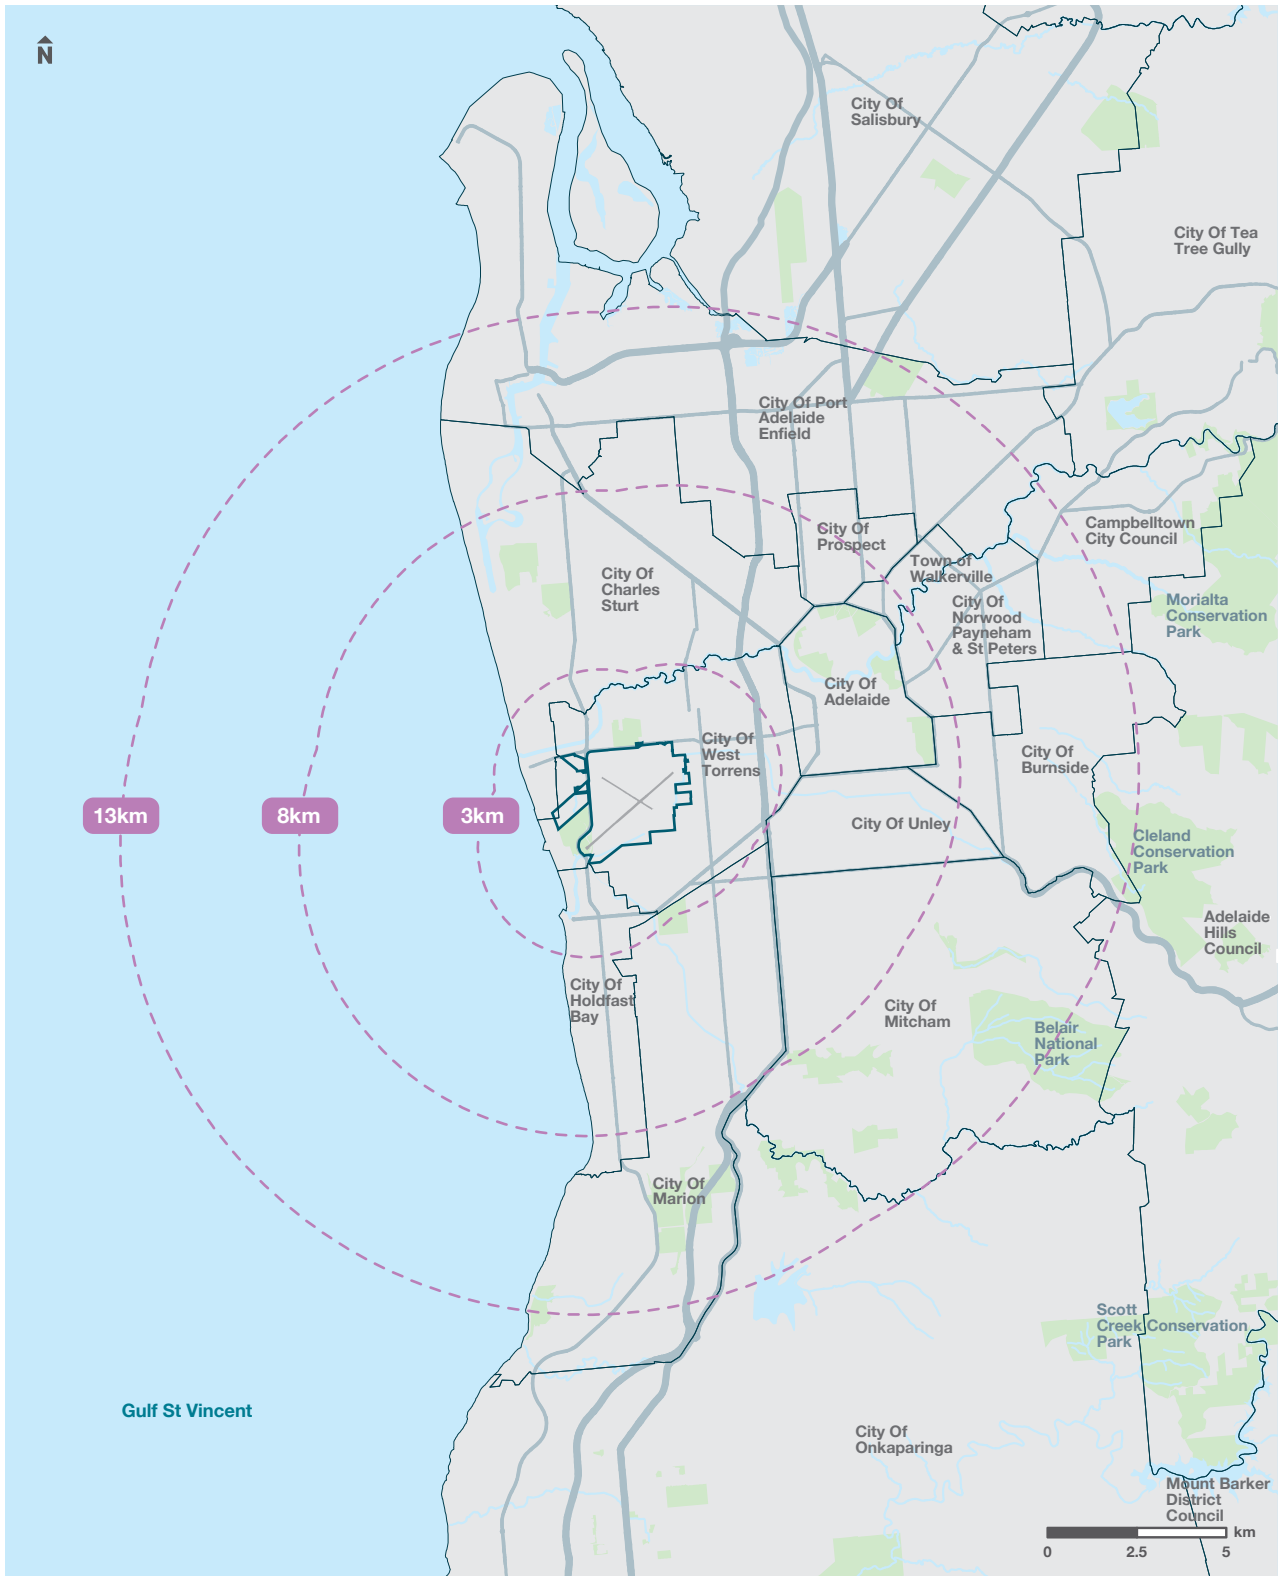 N
City Of
Salisbury
City Of Tea
Tree Gully
City Of Port
Adelaide
Enfield
City Of
Prospect
Campbelltown
City Council
Town of
Walkerville
City Of
Charles
Sturt
City Of
Norwood
Payneham
& St Peters
Morialta
Conservation
Park
City Of
Adelaide
City Of
West
Torrens
City Of
Burnside
13km
8km
3km
City Of Unley
Cleland
Conservation
Park
Adelaide
Hills
Council
City Of
Holdfast
Bay
City Of
Mitcham
Belair
National
Park
City Of
Marion
Scott
Creek Conservation
Park
Gulf St Vincent
City Of
Onkaparinga
Mount Barker
District
Council
km
0
2.5
5